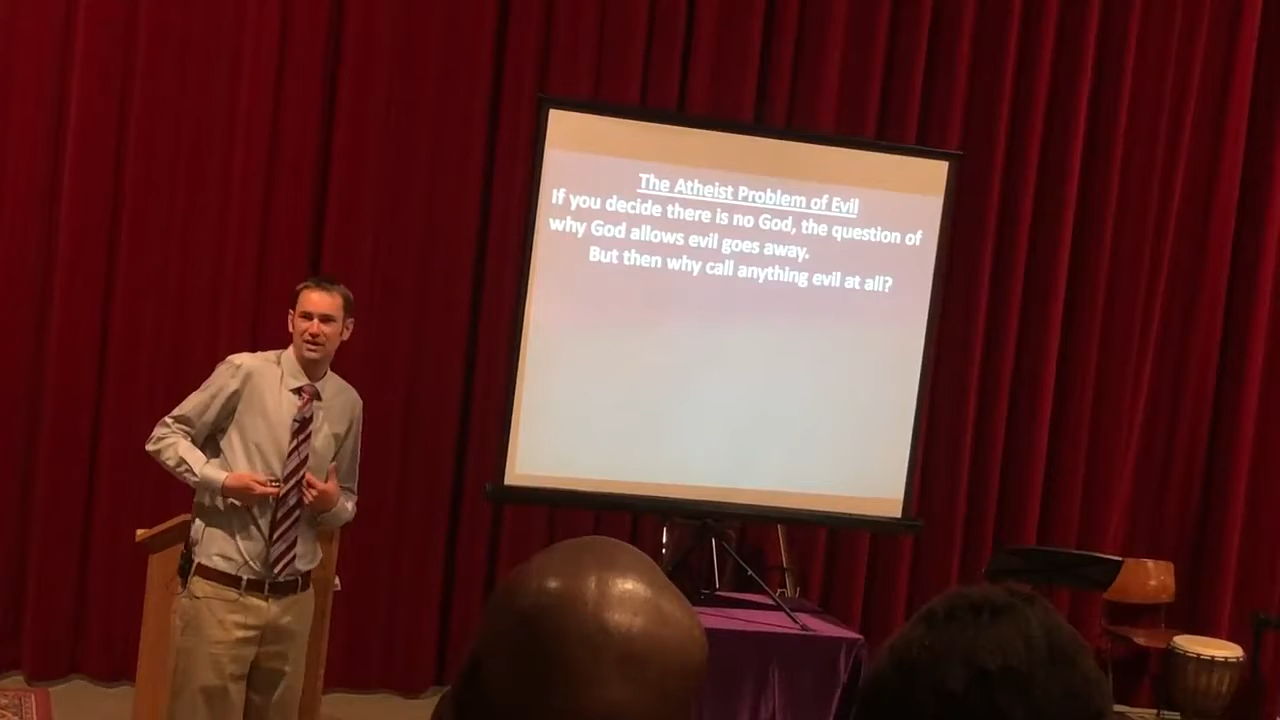 The Atheist Problem of Evil
If you decide there is no God, the question of
why God allows evil goes away.
But then why call anything evil at all?